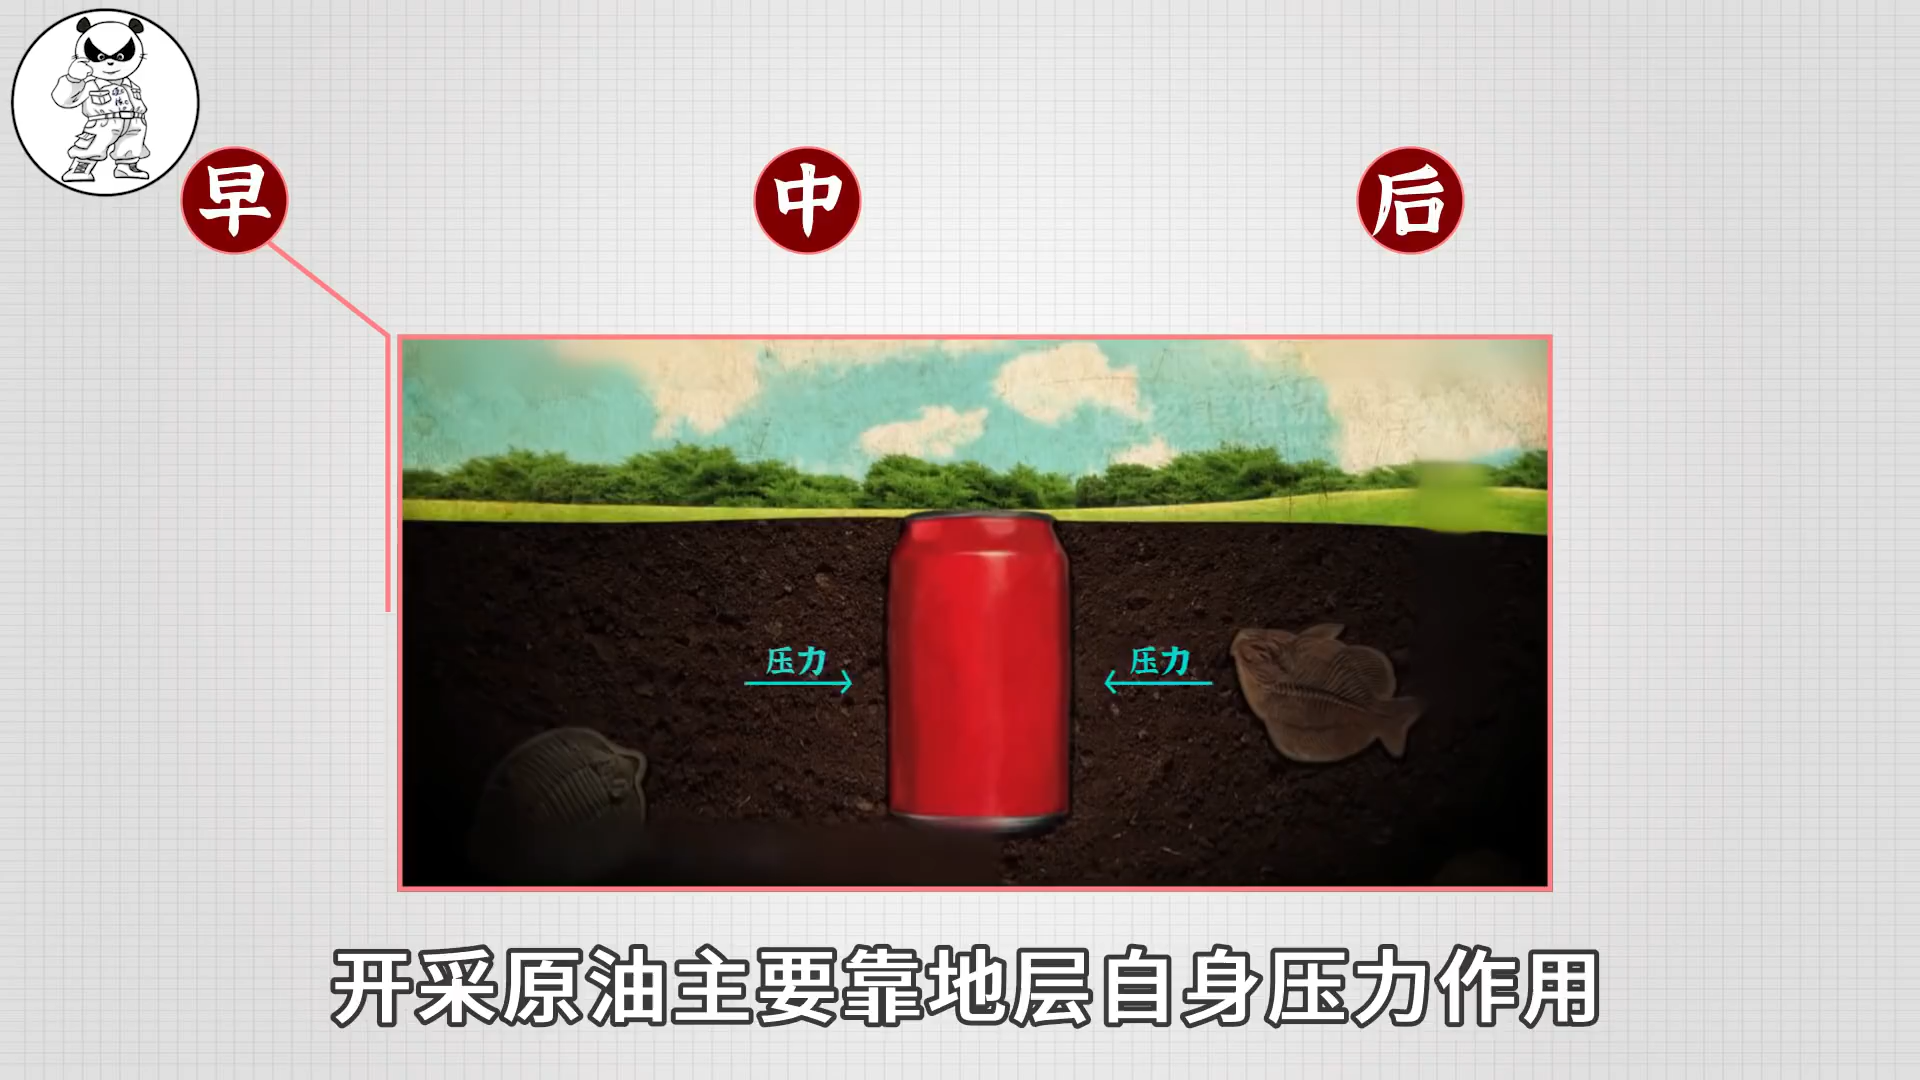 早
中
后
压力
压力
开采原油主要靠地层自身压力作用